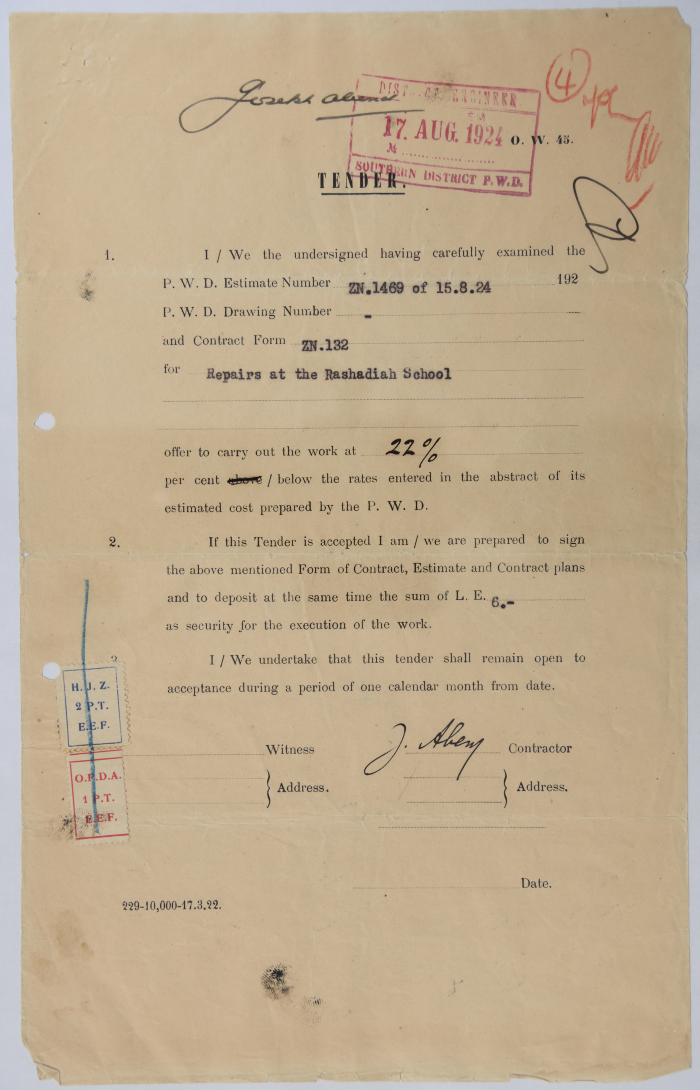 Joseph
DISTRICT ENGINEER
17. AUG. 1924
№
SOUTHERN DISTRICT P.W.D.
4
O. W. 45.
TENDER.
1. I / We the undersigned having carefully examined the
P. W. D. Estimate Number ZN.1469 of 15.8.24 192
P. W. D. Drawing Number -
and Contract Form ZN.132
for Repairs at the Rashadiah School
offer to carry out the work at 22%
per cent above / below the rates entered in the abstract of its
estimated cost prepared by the P. W. D.
2. If this Tender is accepted I am / we are prepared to sign
the above mentioned Form of Contract, Estimate and Contract plans
and to deposit at the same time the sum of L. E. 6.-
as security for the execution of the work.
3. I / We undertake that this tender shall remain open to
acceptance during a period of one calendar month from date.
H. J. Z.
2 P.T.
E.E.F.
Witness J. Contractor
O.P.D.A.
1 P.T.
E.E.F.
Address. Address.
Date.
229-10,000-17.3.22.